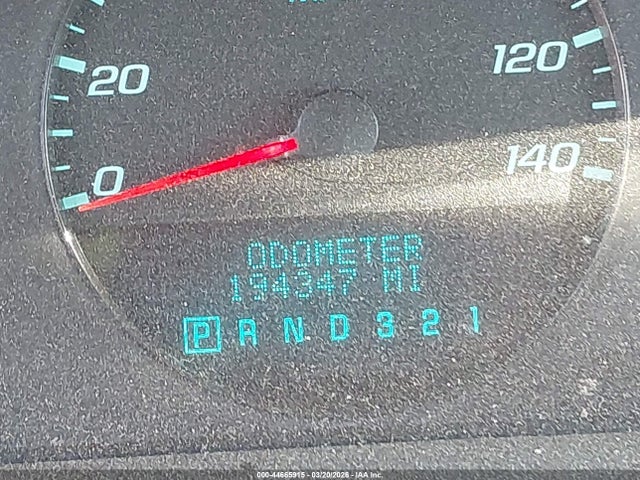 20
120
0
140
ODOMETER
194347 MI
P R N D 3 2 1
000-44665915 - 03/20/2026 - IAA Inc.